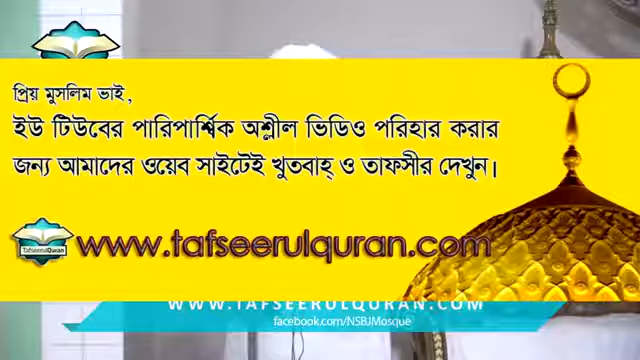 প্রিয় মুসলিম ভাই,
ইউ টিউবের পারিপার্শ্বিক অশ্লীল ভিডিও পরিহার করার
জন্য আমাদের ওয়েব সাইটেই খুতবাহ্ ও তাফসীর দেখুন।
TafseerulQuran
www.tafseerulquran.com
WWW.TAFSEERULQURAN.COM
facebook.com/NSBJMosque